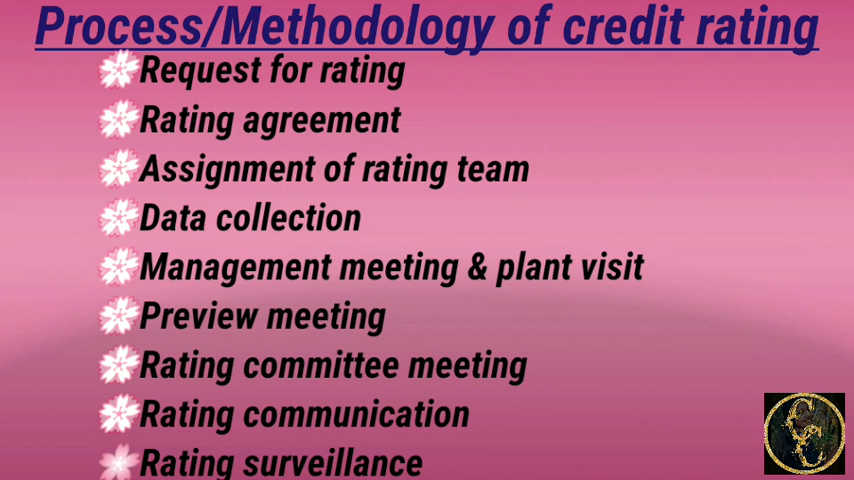 Process/Methodology of credit rating
Request for rating
Rating agreement
Assignment of rating team
Data collection
Management meeting & plant visit
Preview meeting
Rating committee meeting
Rating communication
Rating surveillance